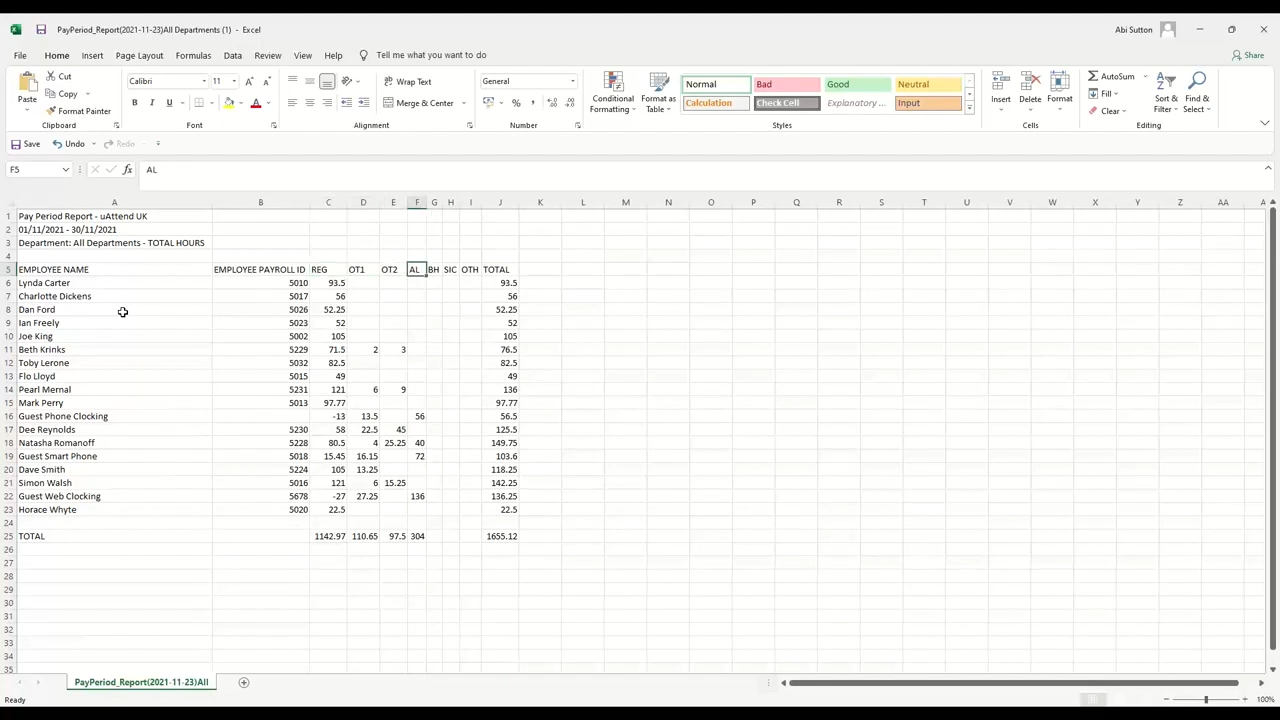 PayPeriod_Report(2021-11-23)All Departments (1) - Excel
Abi Sutton
File Home Insert Page Layout Formulas Data Review View Help Tell me what you want to do Share
Cut
Copy
Format Painter
Paste
Clipboard
Calibri 11
B I U
Font
Wrap Text
Merge & Center
Alignment
General
Number
Conditional Formatting
Format as Table
Normal Bad Good Neutral
Calculation Check Cell Explanatory ... Input
Styles
Insert Delete Format
Cells
AutoSum
Fill
Clear
Sort & Filter
Find & Select
Editing
Save Undo Redo
F5 fx AL
A B C D E F G H I J K L M N O P Q R S T U V W X Y Z AA
1 Pay Period Report - uAttend UK
2 01/11/2021 - 30/11/2021
3 Department: All Departments - TOTAL HOURS
4
5 EMPLOYEE NAME EMPLOYEE PAYROLL ID REG OT1 OT2 AL BH SIC OTH TOTAL
6 Lynda Carter 5010 93.5 93.5
7 Charlotte Dickens 5017 56 56
8 Dan Ford 5026 52.25 52.25
9 Ian Freely 5023 52 52
10 Joe King 5002 105 105
11 Beth Krinks 5229 71.5 2 3 76.5
12 Toby Lerone 5032 82.5 82.5
13 Flo Lloyd 5015 49 49
14 Pearl Mernal 5231 121 6 9 136
15 Mark Perry 5013 97.77 97.77
16 Guest Phone Clocking -13 13.5 56 56.5
17 Dee Reynolds 5230 58 22.5 45 125.5
18 Natasha Romanoff 5228 80.5 4 25.25 40 149.75
19 Guest Smart Phone 5018 15.45 16.15 72 103.6
20 Dave Smith 5224 105 13.25 118.25
21 Simon Walsh 5016 121 6 15.25 142.25
22 Guest Web Clocking 5678 -27 27.25 136 136.25
23 Horace Whyte 5020 22.5 22.5
24
25 TOTAL 1142.97 110.65 97.5 304 1655.12
26
27
28
29
30
31
32
33
34
35
PayPeriod_Report(2021-11-23)All
Ready
100%